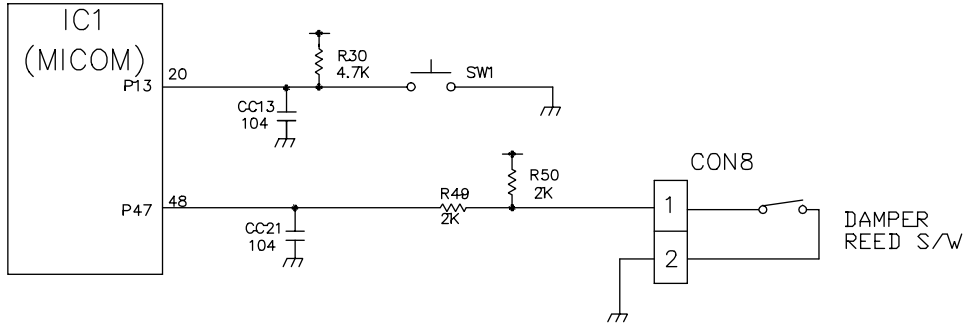 IC1
(MICOM)
P13
20
R30
4.7K
SW1
CC13
104
P47
48
R49
2K
R50
2K
CC21
104
CON8
1
2
DAMPER
REED S/W